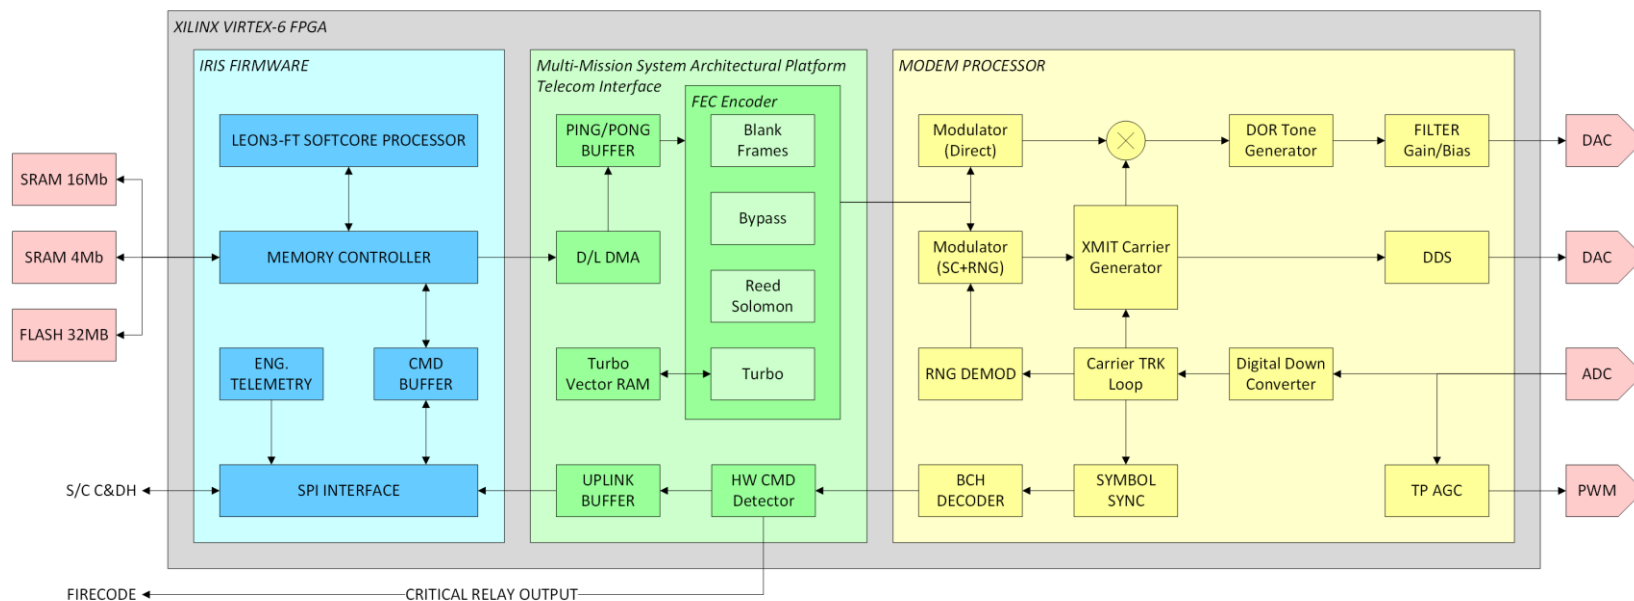 XILINX VIRTEX-6 FPGA
IRIS FIRMWARE
LEON3-FT SOFTCORE PROCESSOR
MEMORY CONTROLLER
ENG.
TELEMETRY
CMD
BUFFER
SPI INTERFACE
SRAM 16Mb
SRAM 4Mb
FLASH 32MB
S/C C&DH
FIRECODE
CRITICAL RELAY OUTPUT
Multi-Mission System Architectural Platform
Telecom Interface
PING/PONG
BUFFER
D/L DMA
Turbo
Vector RAM
UPLINK
BUFFER
FEC Encoder
Blank
Frames
Bypass
Reed
Solomon
Turbo
HW CMD
Detector
MODEM PROCESSOR
Modulator
(Direct)
DOR Tone
Generator
FILTER
Gain/Bias
Modulator
(SC+RNG)
XMIT Carrier
Generator
DDS
RNG DEMOD
Carrier TRK
Loop
Digital Down
Converter
BCH
DECODER
SYMBOL
SYNC
TP AGC
DAC
DAC
ADC
PWM